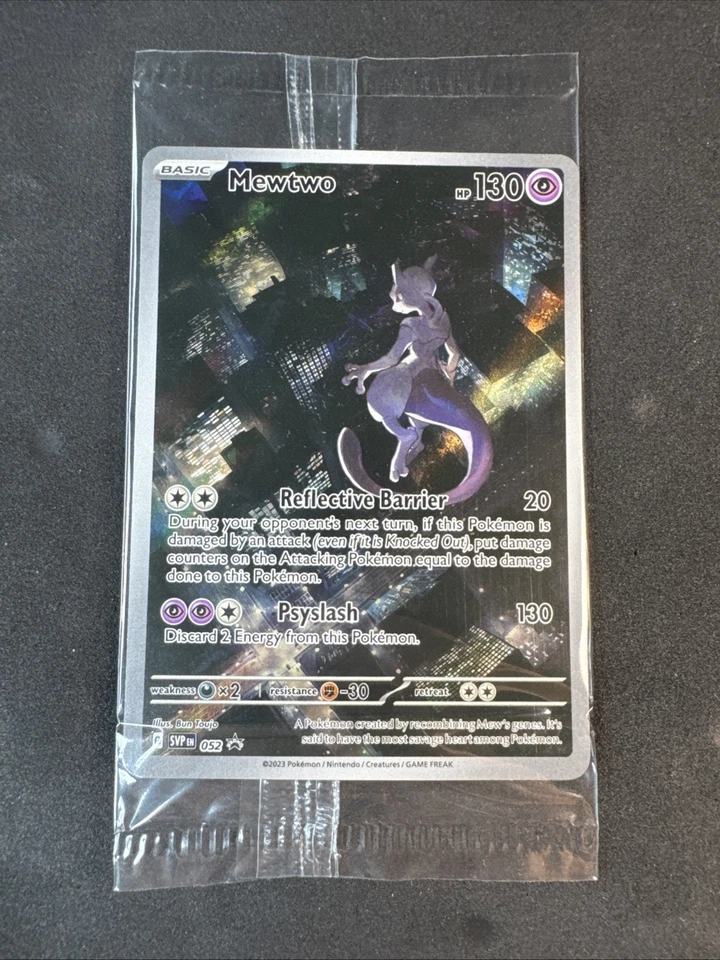 BASIC Mewtwo HP 130
Reflective Barrier 20
During your opponent's next turn, if this Pokémon is
damaged by an attack (even if it is Knocked Out), put damage
counters on the Attacking Pokémon equal to the damage
done to this Pokémon.
Psyslash 130
Discard 2 Energy from this Pokémon.
weakness ×2 resistance -30 retreat
Illus. Bun Toujo
A Pokémon created by recombining Mew's genes. It's
said to have the most savage heart among Pokémon.
SVP EN 052
©2023 Pokémon / Nintendo / Creatures / GAME FREAK